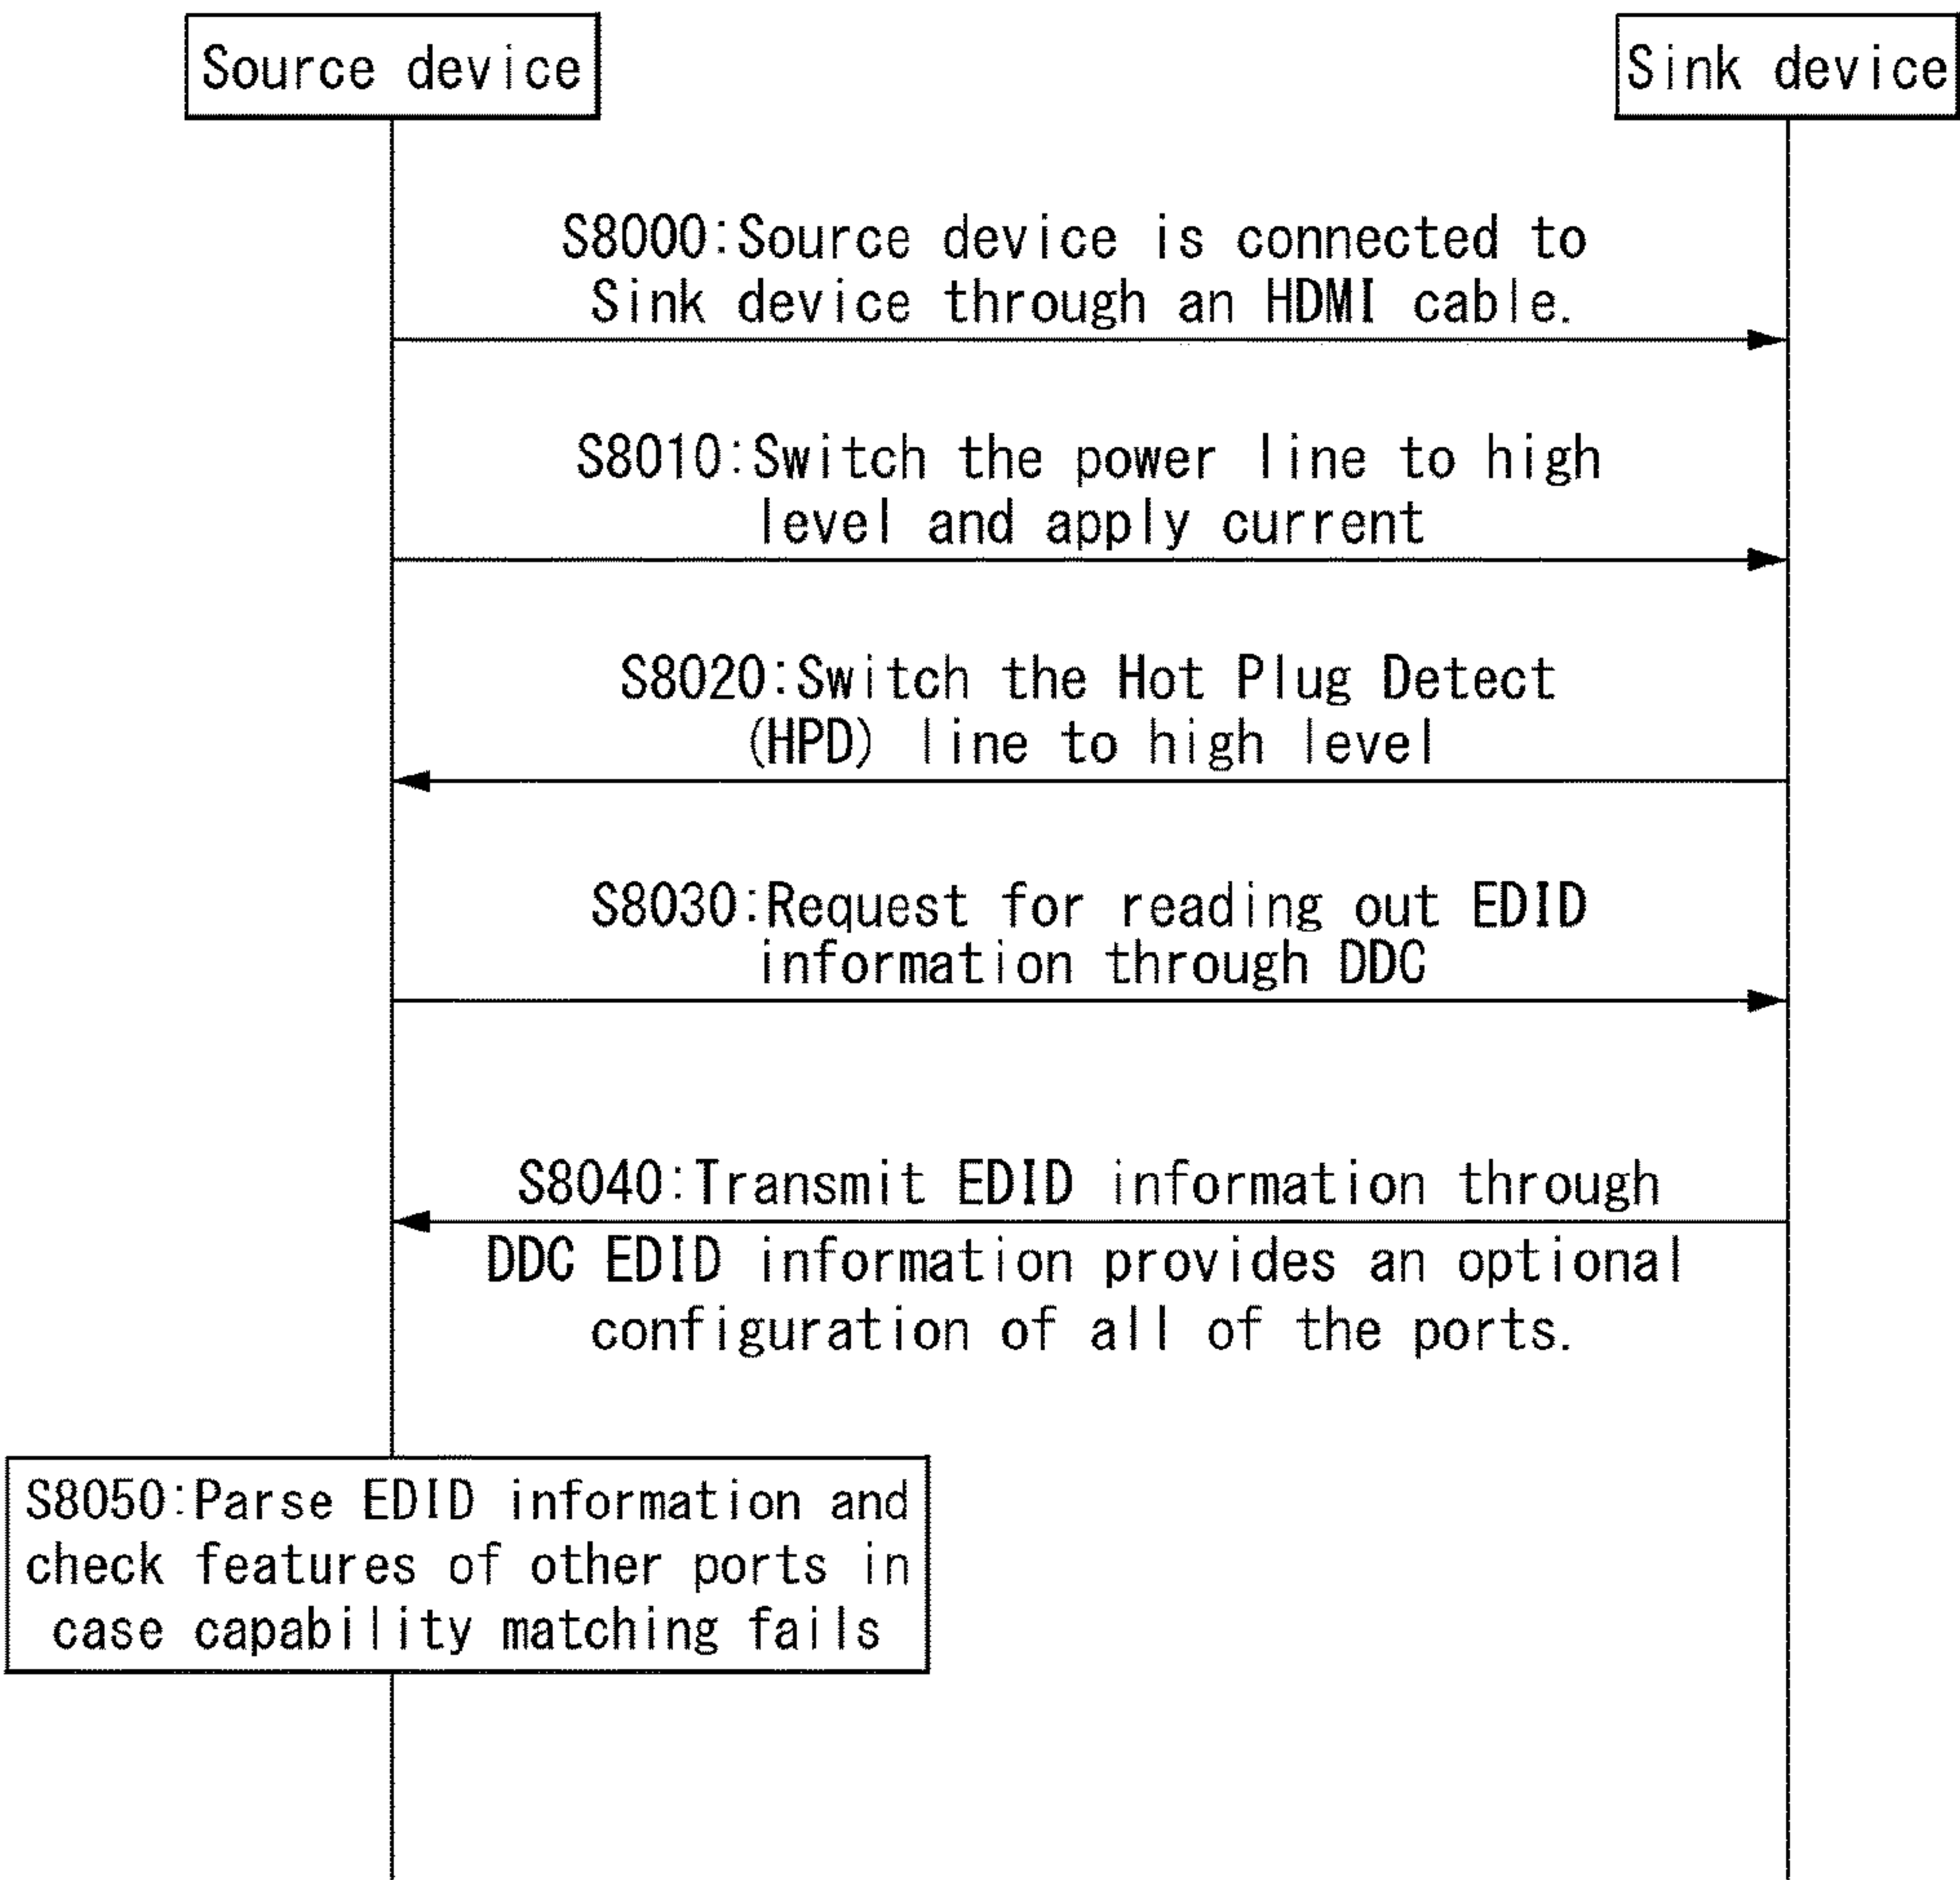 Source device
Sink device
S8000:Source device is connected to
Sink device through an HDMI cable.
S8010:Switch the power line to high
level and apply current
S8020:Switch the Hot Plug Detect
(HPD) line to high level
S8030:Request for reading out EDID
information through DDC
S8040:Transmit EDID information through
DDC EDID information provides an optional
configuration of all of the ports.
S8050:Parse EDID information and
check features of other ports in
case capability matching fails